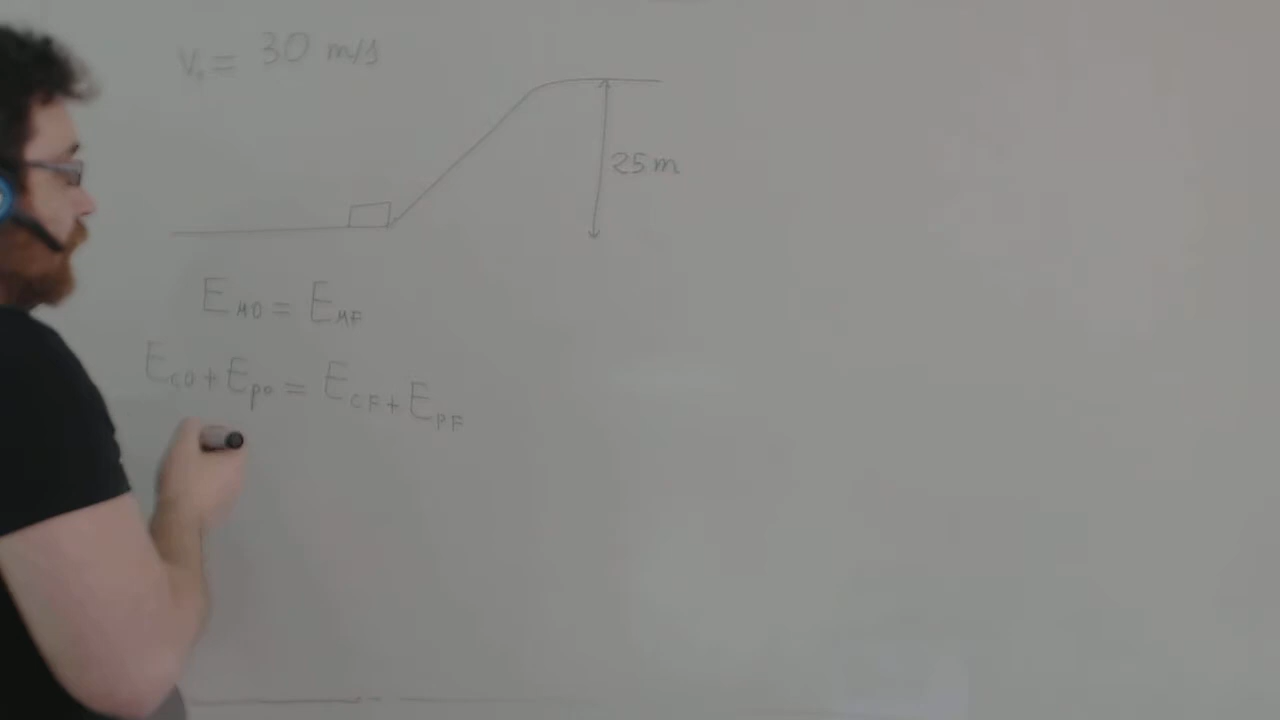 V₀ = 30 m/s
25 m
E_M0 = E_MF
E_C0 + E_P0 = E_CF + E_PF